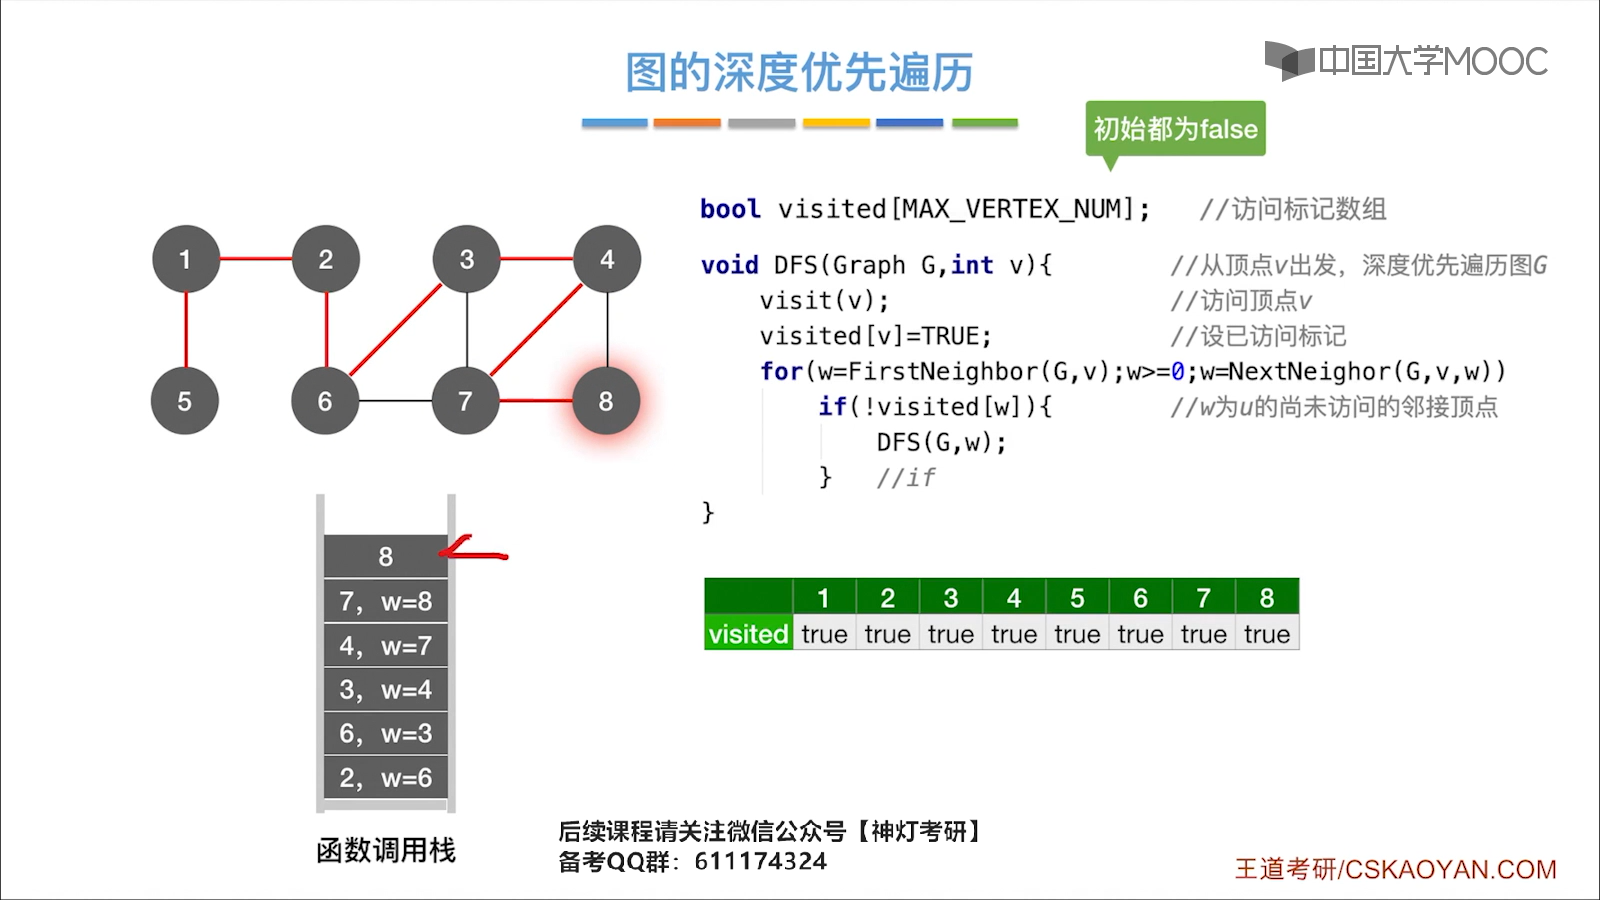 图的深度优先遍历
中国大学MOOC
初始都为false
bool visited[MAX_VERTEX_NUM]; //访问标记数组
void DFS(Graph G,int v){ //从顶点v出发，深度优先遍历图G
visit(v); //访问顶点v
visited[v]=TRUE; //设已访问标记
for(w=FirstNeighbor(G,v);w>=0;w=NextNeighor(G,v,w))
if(!visited[w]){ //w为u的尚未访问的邻接顶点
DFS(G,w);
} //if
}
1 2 3 4
5 6 7 8
8
7, w=8
4, w=7
3, w=4
6, w=3
2, w=6
函数调用栈
1 2 3 4 5 6 7 8
visited true true true true true true true true
后续课程请关注微信公众号【神灯考研】
备考QQ群：611174324
王道考研/CSKAOYAN.COM